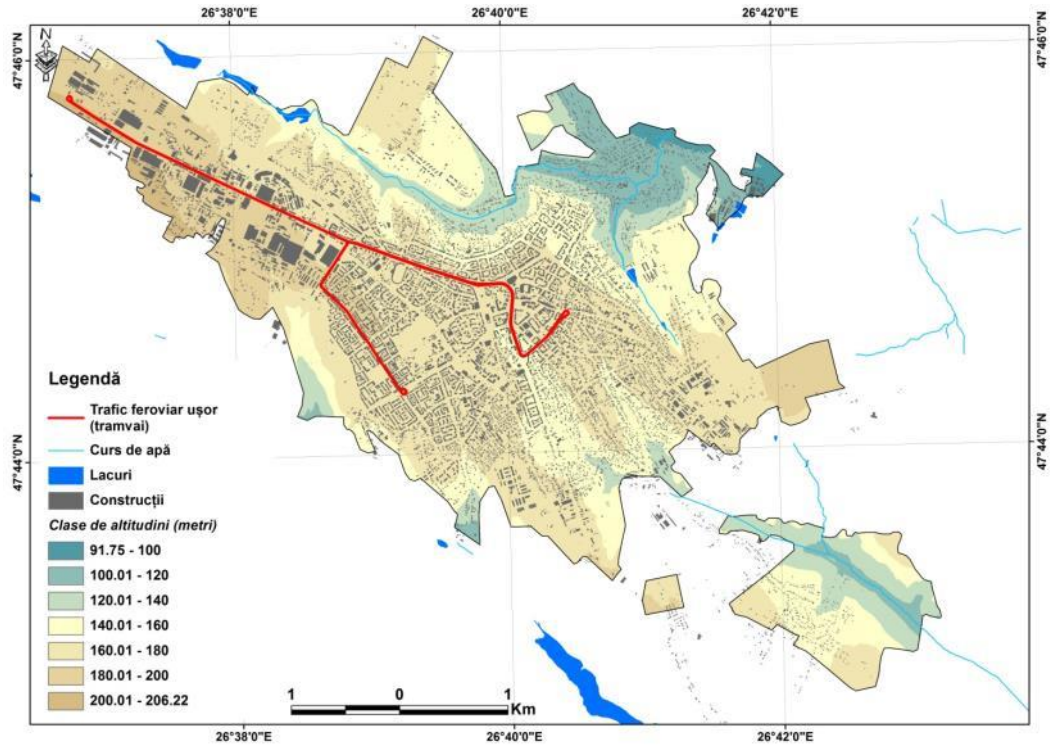 26°38'0"E
26°40'0"E
26°42'0"E
47°46'0"N
47°46'0"N
N
47°44'0"N
47°44'0"N
Legendă
Trafic feroviar ușor
(tramvai)
Curs de apă
Lacuri
Construcții
Clase de altitudini (metri)
91.75 - 100
100.01 - 120
120.01 - 140
140.01 - 160
160.01 - 180
180.01 - 200
200.01 - 206.22
1 0 1
Km
26°38'0"E
26°40'0"E
26°42'0"E